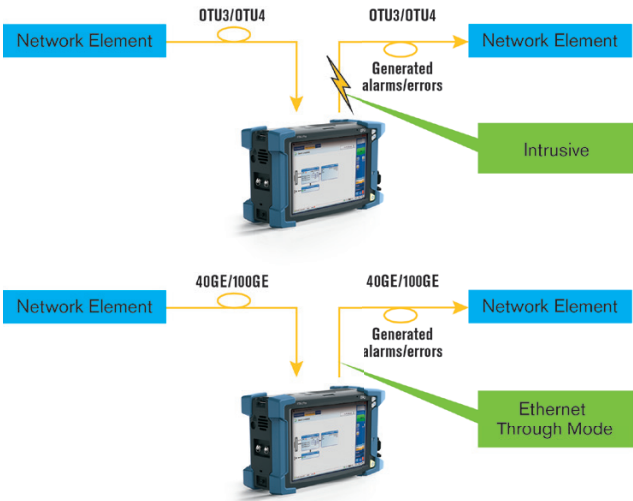 OTU3/OTU4
OTU3/OTU4
Network Element
Network Element
Generated
alarms/errors
Intrusive
40GE/100GE
40GE/100GE
Network Element
Network Element
Generated
alarms/errors
Ethernet
Through Mode